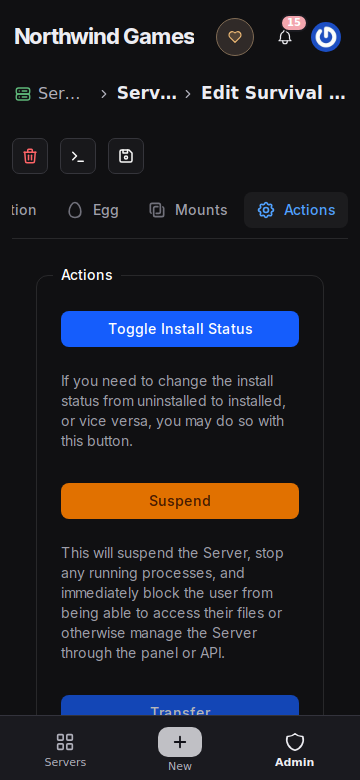 Northwind Games
15
Ser... > Serv... > Edit Survival ...
tion Egg Mounts Actions
Actions
Toggle Install Status
If you need to change the install
status from uninstalled to installed,
or vice versa, you may do so with
this button.
Suspend
This will suspend the Server, stop
any running processes, and
immediately block the user from
being able to access their files or
otherwise manage the Server
through the panel or API.
Transfer
Servers New Admin